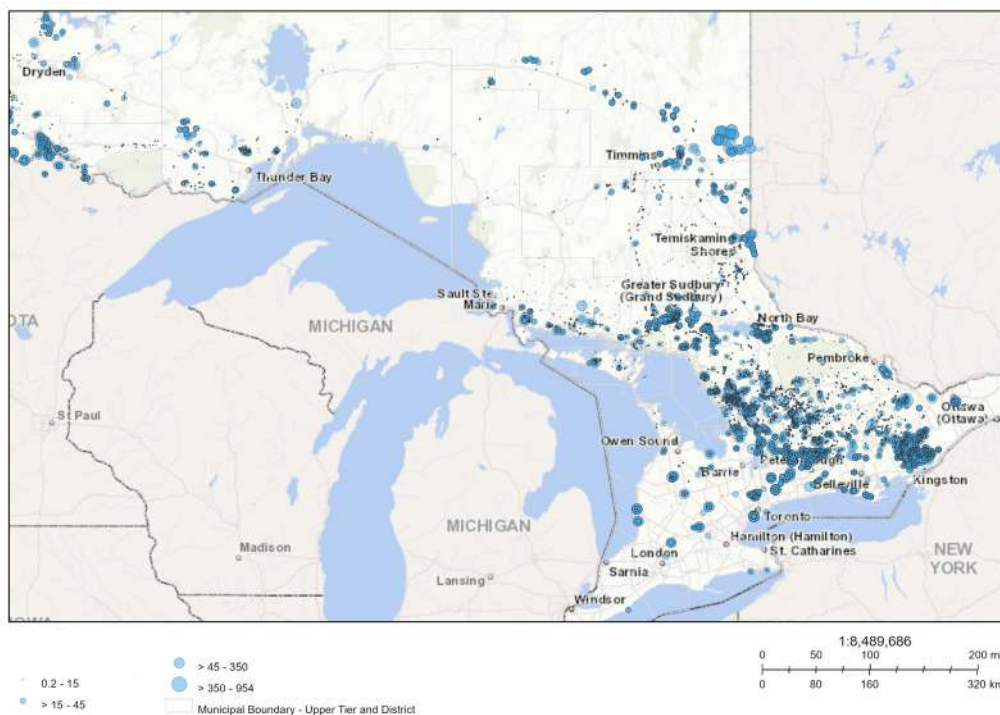 Dryden
Thunder Bay
Timmins
Temiskaming
Shores
Greater Sudbury
(Grand Sudbury)
Sault Ste.
Marie
North Bay
OTA
MICHIGAN
Pembroke
St Paul
Ottawa
(Ottawa)
Owen Sound
Barrie
Peterborough
Belleville
Kingston
Toronto
MICHIGAN
Hamilton (Hamilton)
St. Catharines
Madison
London
NEW
YORK
Lansing
Sarnia
Windsor
1:8,489,686
0 50 100 200 m
0 80 160 320 km
0.2 - 15
> 15 - 45
> 45 - 350
> 350 - 954
Municipal Boundary - Upper Tier and District